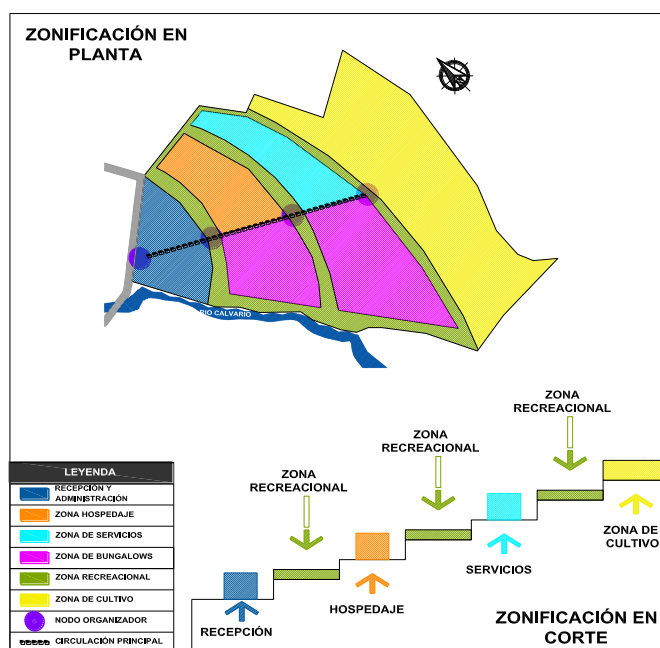 ZONIFICACIÓN EN
PLANTA
RIO CALVARIO
LEYENDA
RECEPCIÓN Y
ADMINISTRACIÓN
ZONA HOSPEDAJE
ZONA DE SERVICIOS
ZONA DE BUNGALOWS
ZONA RECREACIONAL
ZONA DE CULTIVO
NODO ORGANIZADOR
CIRCULACIÓN PRINCIPAL
ZONA
RECREACIONAL
ZONA
RECREACIONAL
ZONA
RECREACIONAL
RECEPCIÓN
HOSPEDAJE
SERVICIOS
ZONA DE
CULTIVO
ZONIFICACIÓN EN
CORTE